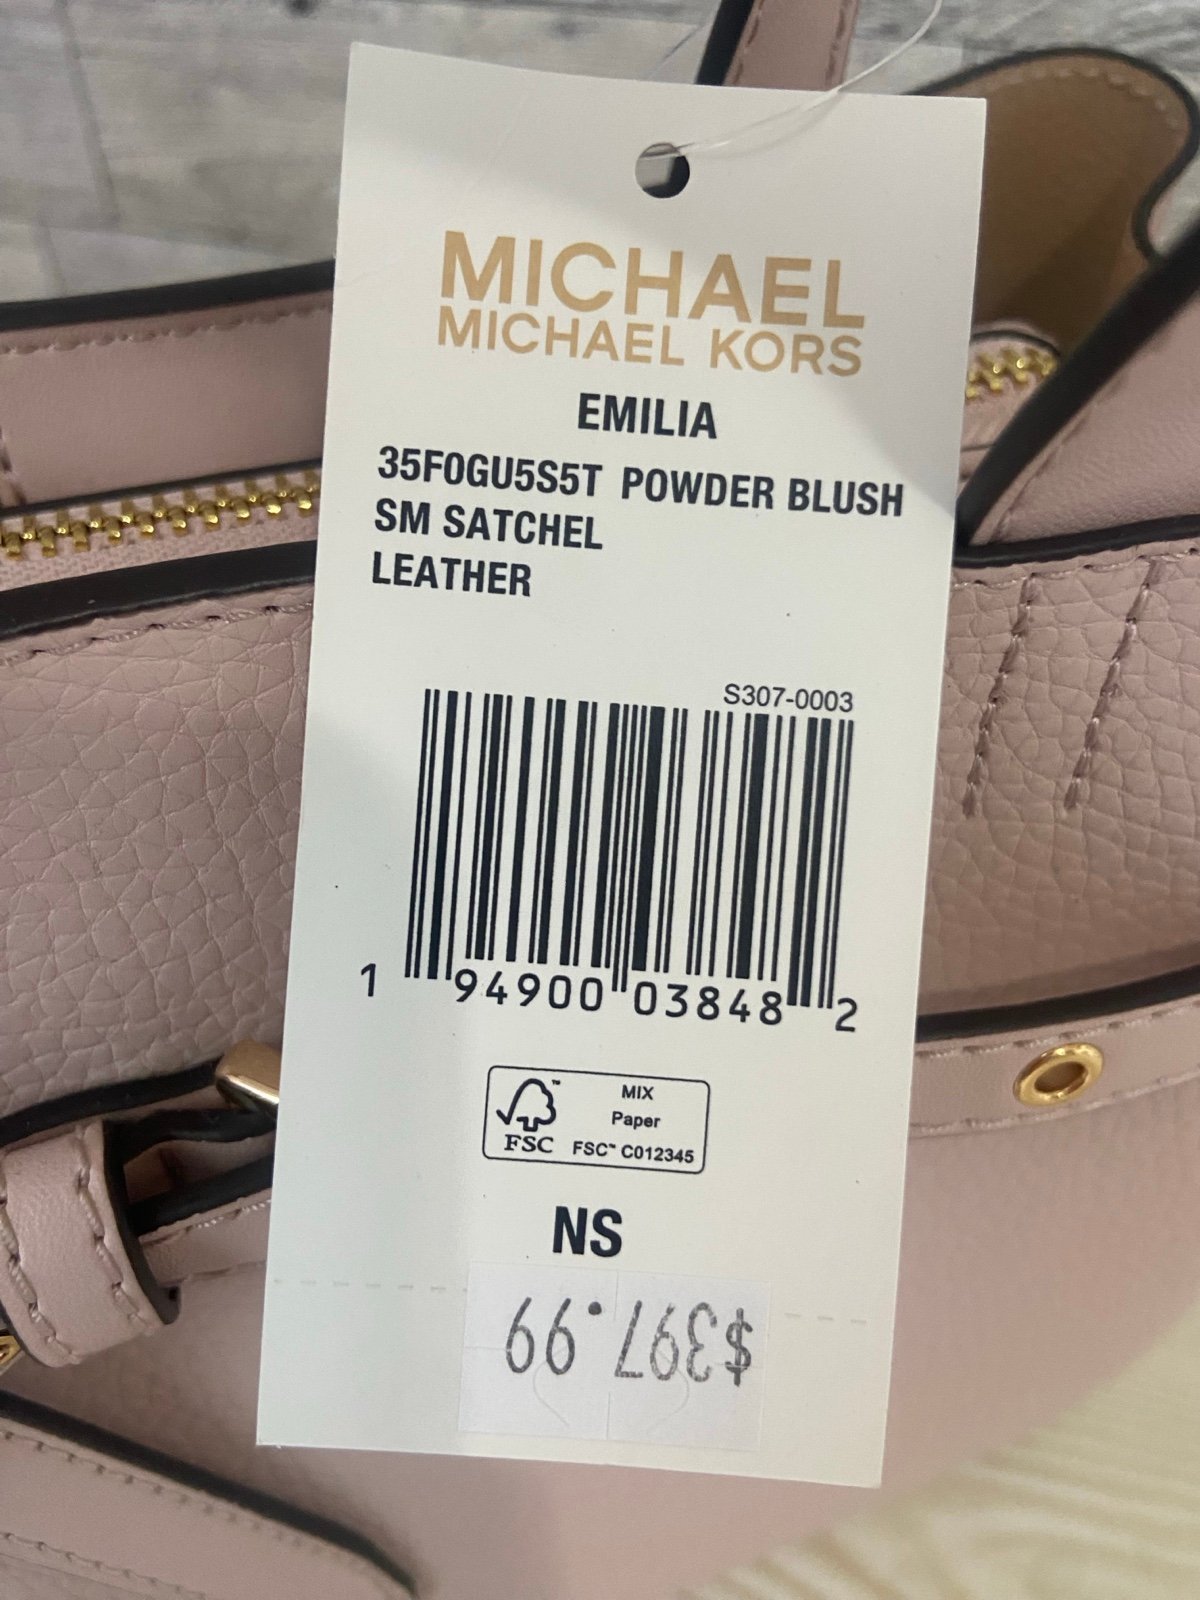 MICHAEL
MICHAEL KORS
EMILIA
35F0GU5S5T POWDER BLUSH
SM SATCHEL
LEATHER
S307-0003
1 94900 03848 2
FSC™
MIX
Paper
FSC™ C012345
NS
$397.99